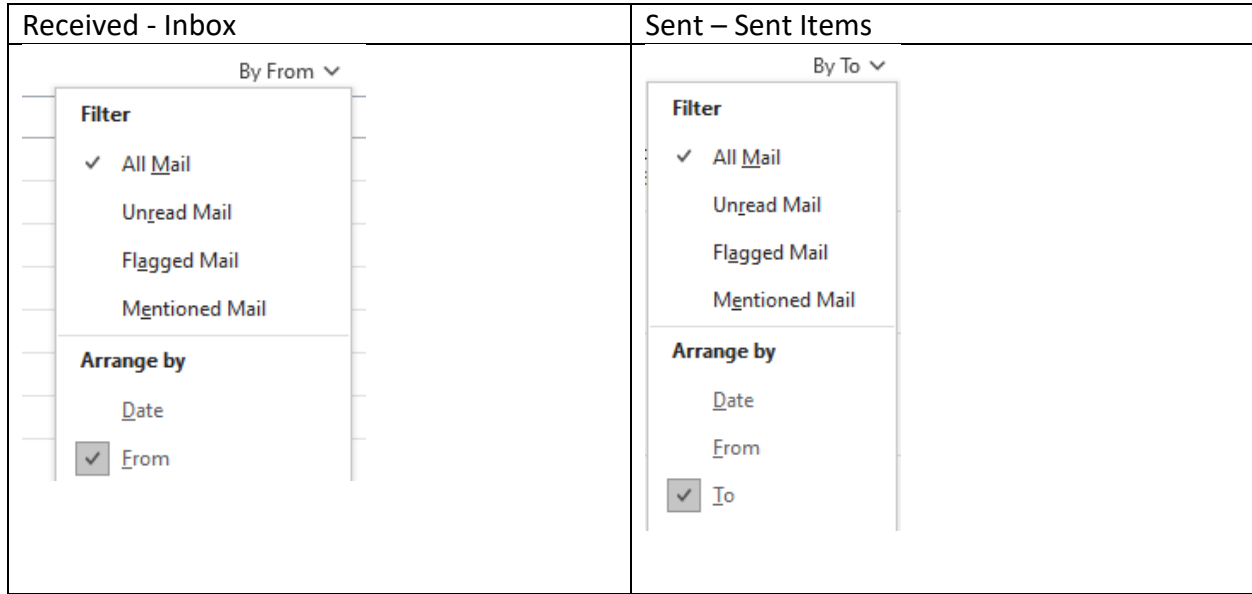 Received - Inbox
By From
Filter
All Mail
Unread Mail
Flagged Mail
Mentioned Mail
Arrange by
Date
From
Sent – Sent Items
By To
Filter
All Mail
Unread Mail
Flagged Mail
Mentioned Mail
Arrange by
Date
From
To